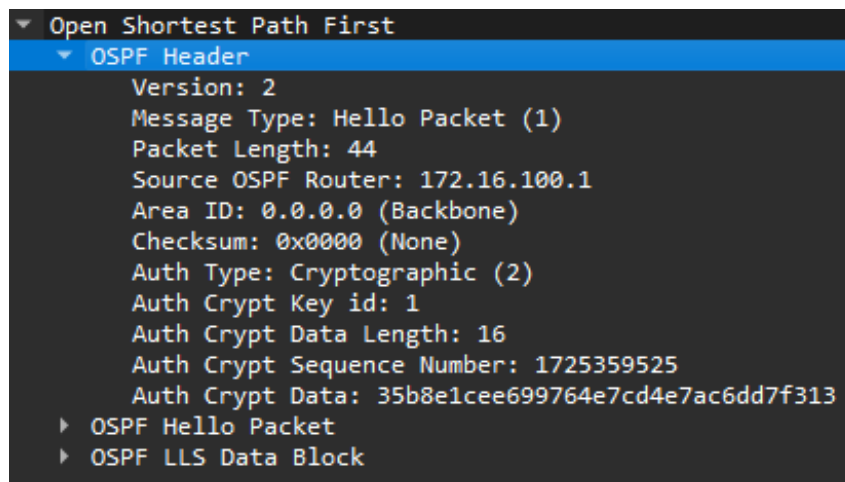 Open Shortest Path First
OSPF Header
Version: 2
Message Type: Hello Packet (1)
Packet Length: 44
Source OSPF Router: 172.16.100.1
Area ID: 0.0.0.0 (Backbone)
Checksum: 0x0000 (None)
Auth Type: Cryptographic (2)
Auth Crypt Key id: 1
Auth Crypt Data Length: 16
Auth Crypt Sequence Number: 1725359525
Auth Crypt Data: 35b8e1cee699764e7cd4e7ac6dd7f313
OSPF Hello Packet
OSPF LLS Data Block